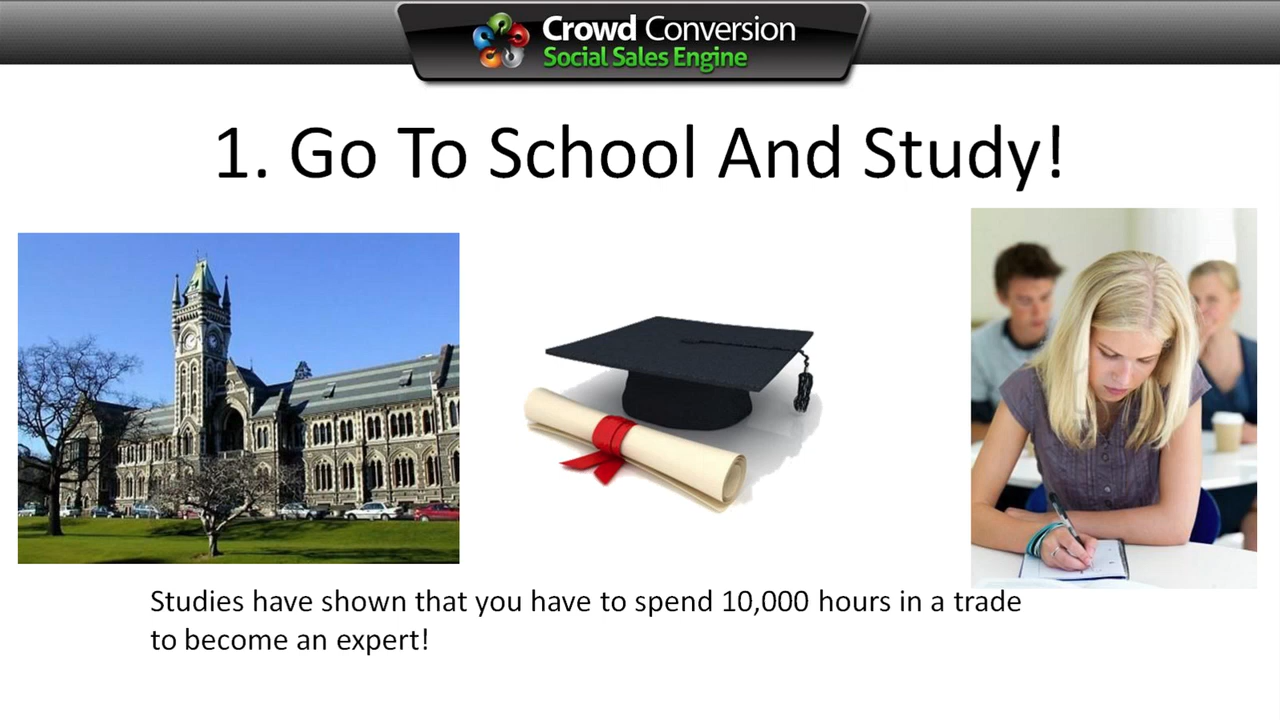 Crowd Conversion
Social Sales Engine
1. Go To School And Study!
Studies have shown that you have to spend 10,000 hours in a trade
to become an expert!